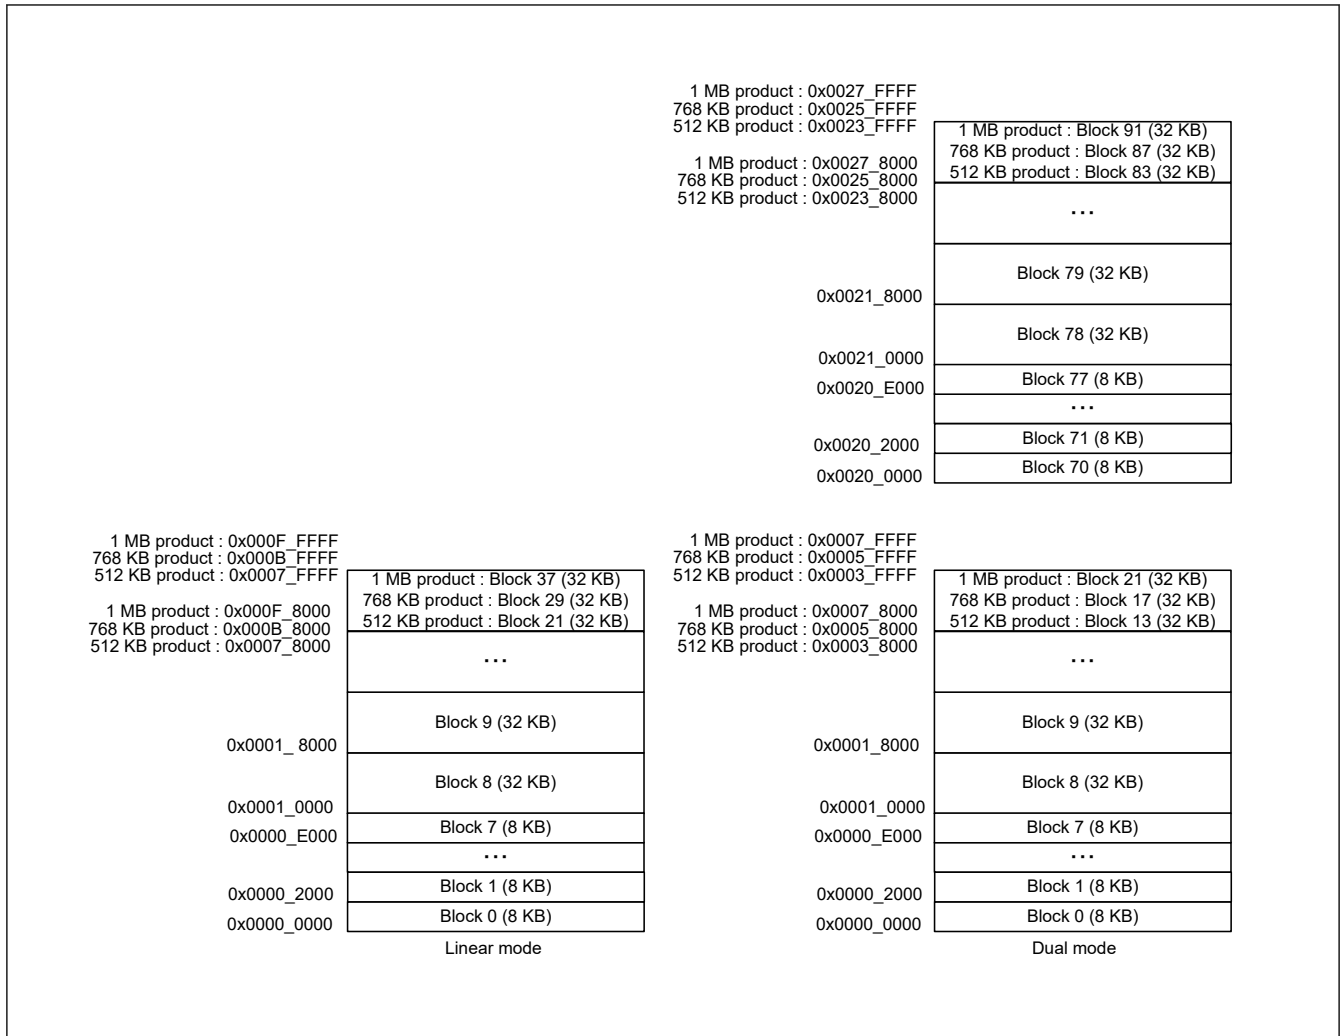 1 MB product : 0x0027_FFFF
768 KB product : 0x0025_FFFF
512 KB product : 0x0023_FFFF
1 MB product : Block 91 (32 KB)
768 KB product : Block 87 (32 KB)
512 KB product : Block 83 (32 KB)
1 MB product : 0x0027_8000
768 KB product : 0x0025_8000
512 KB product : 0x0023_8000
...
Block 79 (32 KB)
0x0021_8000
Block 78 (32 KB)
0x0021_0000
Block 77 (8 KB)
0x0020_E000
...
Block 71 (8 KB)
0x0020_2000
Block 70 (8 KB)
0x0020_0000
1 MB product : 0x000F_FFFF
768 KB product : 0x000B_FFFF
512 KB product : 0x0007_FFFF
1 MB product : Block 37 (32 KB)
768 KB product : Block 29 (32 KB)
512 KB product : Block 21 (32 KB)
1 MB product : 0x000F_8000
768 KB product : 0x000B_8000
512 KB product : 0x0007_8000
...
Block 9 (32 KB)
0x0001_ 8000
Block 8 (32 KB)
0x0001_0000
Block 7 (8 KB)
0x0000_E000
...
Block 1 (8 KB)
0x0000_2000
Block 0 (8 KB)
0x0000_0000
Linear mode
1 MB product : 0x0007_FFFF
768 KB product : 0x0005_FFFF
512 KB product : 0x0003_FFFF
1 MB product : Block 21 (32 KB)
768 KB product : Block 17 (32 KB)
512 KB product : Block 13 (32 KB)
1 MB product : 0x0007_8000
768 KB product : 0x0005_8000
512 KB product : 0x0003_8000
...
Block 9 (32 KB)
0x0001_8000
Block 8 (32 KB)
0x0001_0000
Block 7 (8 KB)
0x0000_E000
...
Block 1 (8 KB)
0x0000_2000
Block 0 (8 KB)
0x0000_0000
Dual mode